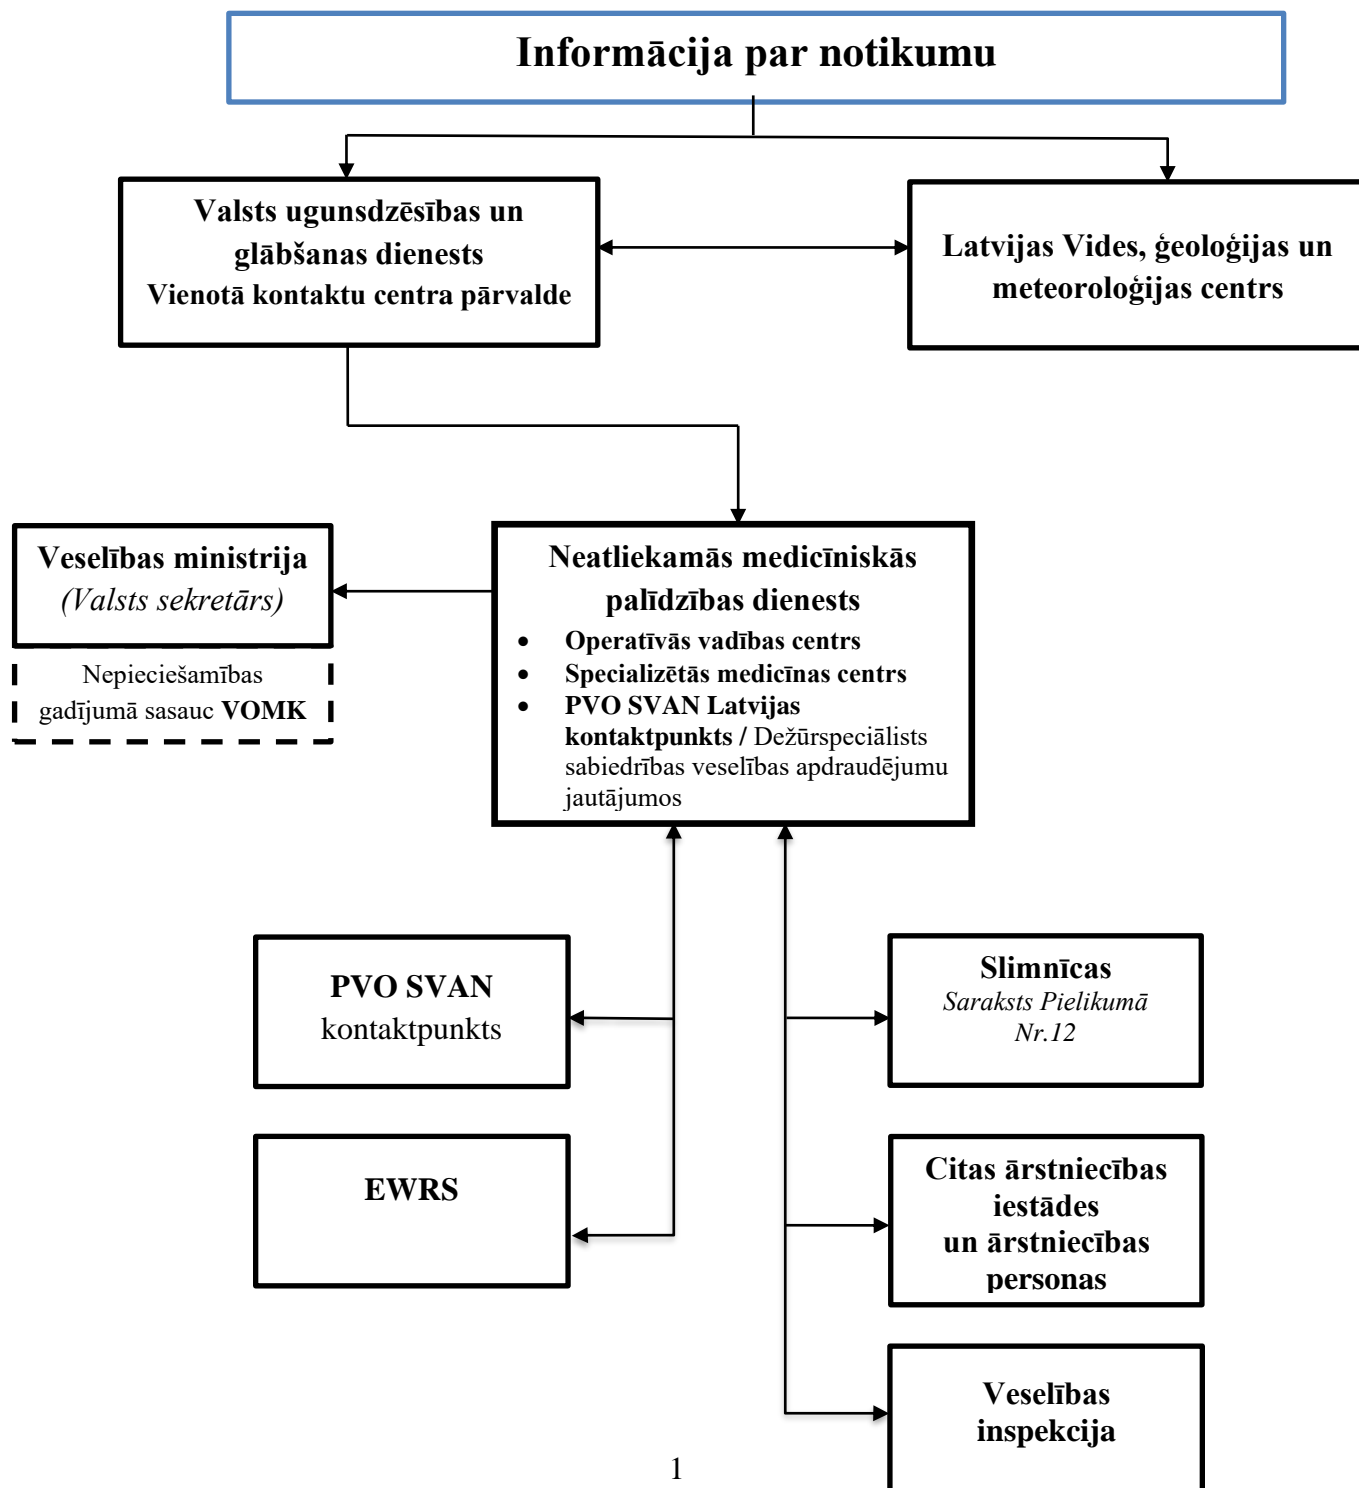 Informācija par notikumu
Valsts ugunsdzēsības un
glābšanas dienests
Vienotā kontaktu centra pārvalde
Latvijas Vides, ģeoloģijas un
meteoroloģijas centrs
Veselības ministrija
(Valsts sekretārs)
Nepieciešamības
gadījumā sasauc VOMK
Neatliekamās medicīniskās
palīdzības dienests
• Operatīvās vadības centrs
• Specializētās medicīnas centrs
• PVO SVAN Latvijas
kontaktpunkts / Dežūrspeciālists
sabiedrības veselības apdraudējumu
jautājumos
PVO SVAN
kontaktpunkts
EWRS
Slimnīcas
Saraksts Pielikumā
Nr.12
Citas ārstniecības
iestādes
un ārstniecības
personas
Veselības
inspekcija
1